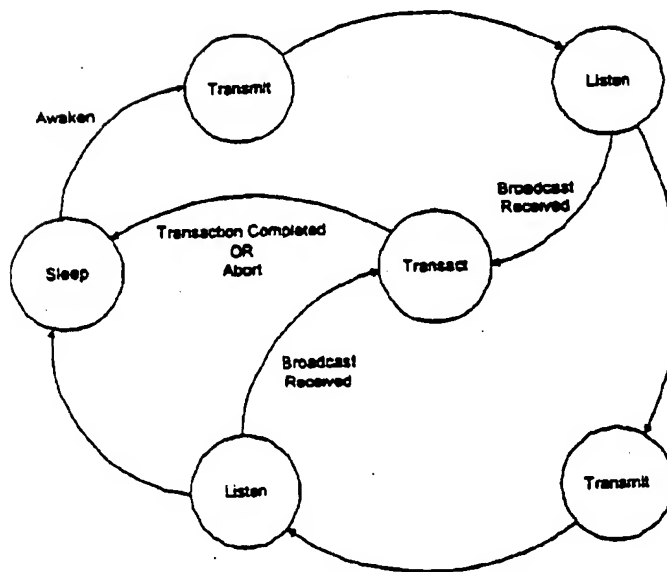 Transmit
Listen
Awaken
Broadcast
Received
Transaction Completed
OR
Abort
Sleep
Transact
Broadcast
Received
Listen
Transmit